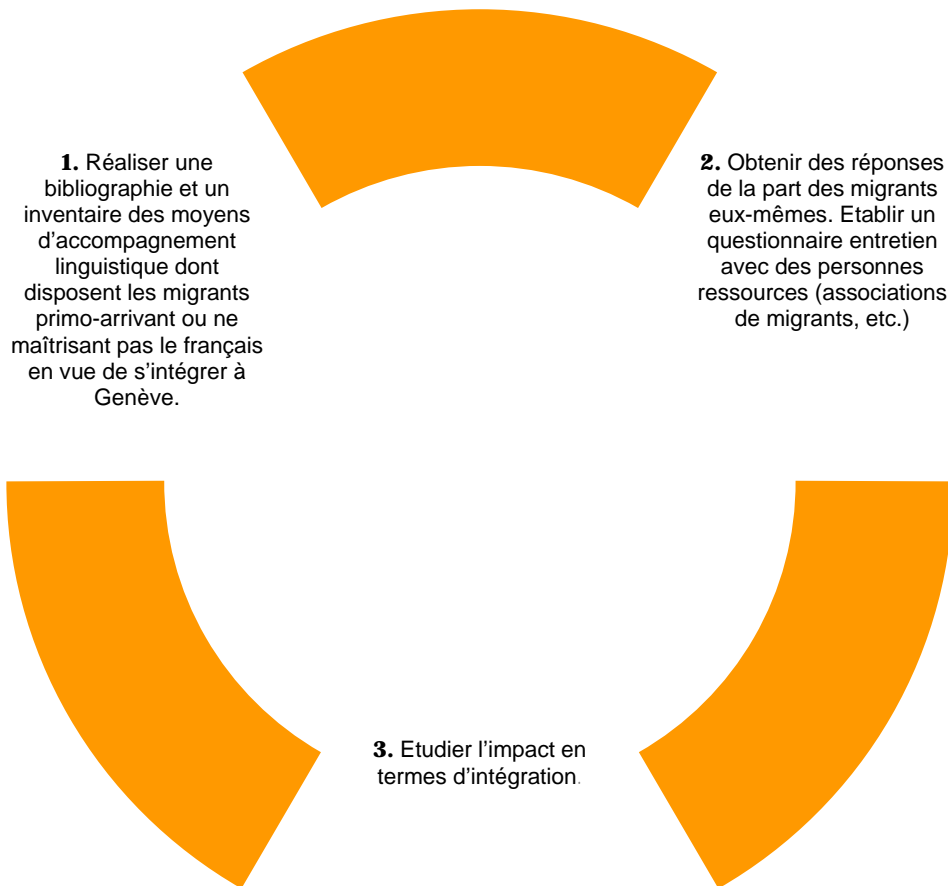 1. Réaliser une
bibliographie et un
inventaire des moyens
d’accompagnement
linguistique dont
disposent les migrants
primo-arrivant ou ne
maîtrisant pas le français
en vue de s’intégrer à
Genève.
2. Obtenir des réponses
de la part des migrants
eux-mêmes. Etablir un
questionnaire entretien
avec des personnes
ressources (associations
de migrants, etc.)
3. Etudier l’impact en
termes d’intégration.